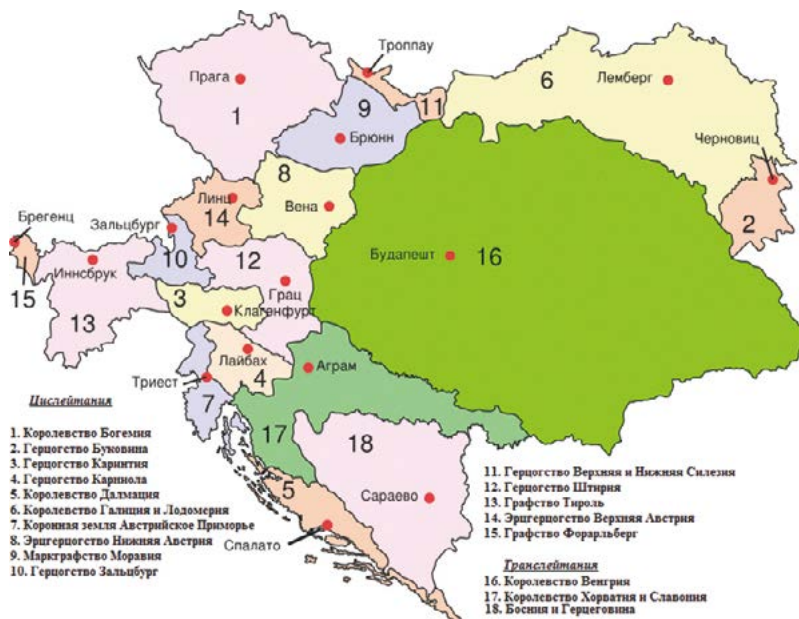 Троппау
Прага
6
Лемберг
9
11
1
Брюнн
Черновиц
8
Линц
Зальцбург
Вена
Брегенц
14
2
Будапешт
16
10
12
Иннсбрук
15
Грац
3
Клагенфурт
13
Лайбах
Аграм
Триест
4
7
17
18
5
Сараево
Спалато
Цислейтания
1. Королевство Богемия
2. Герцогство Буковина
3. Герцогство Каринтия
4. Герцогство Карниола
5. Королевство Далмация
6. Королевство Галиция и Лодомерия
7. Коронная земля Австрийское Приморье
8. Эрцгерцогство Нижняя Австрия
9. Маркграфство Моравия
10. Герцогство Зальцбург
11. Герцогство Верхняя и Нижняя Силезия
12. Герцогство Штирия
13. Графство Тироль
14. Эрцгерцогство Верхняя Австрия
15. Графство Форарльберг
Транслейтания
16. Королевство Венгрия
17. Королевство Хорватия и Славония
18. Босния и Герцеговина